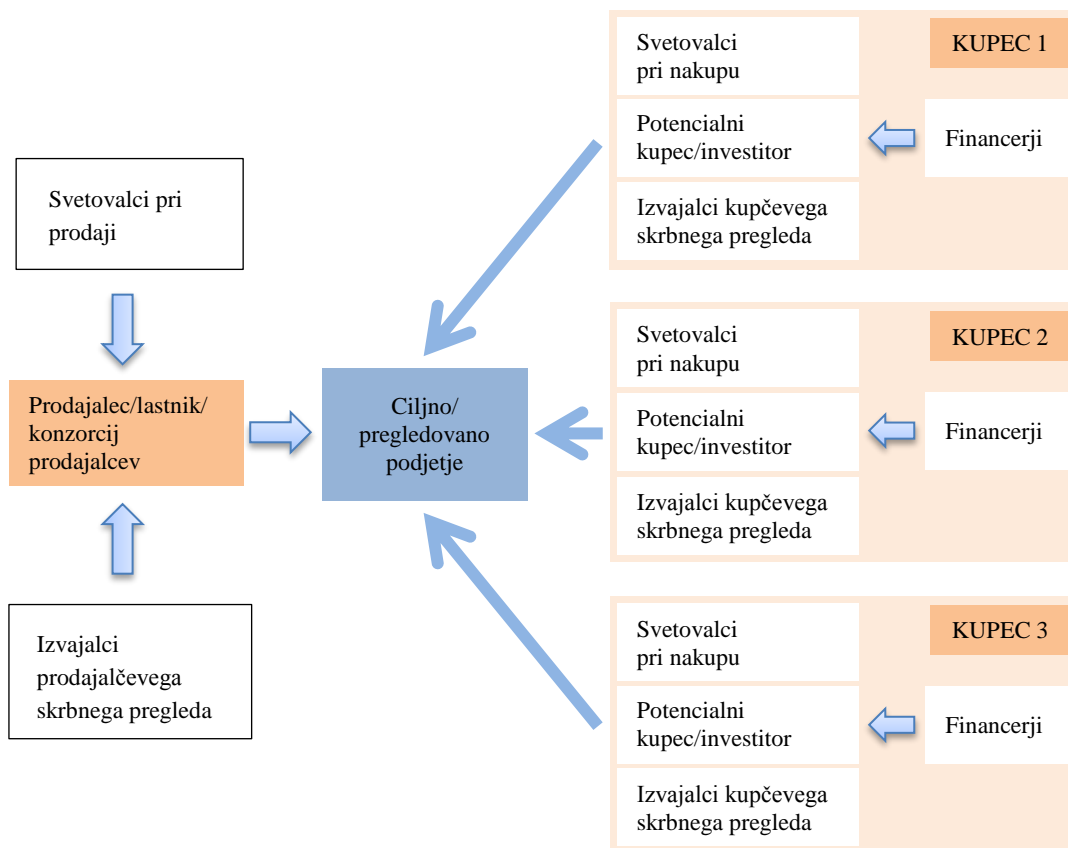 Svetovalci pri
prodaji
Prodajalec/lastnik/
konzorcij
prodajalcev
Izvajalci
prodajalčevega
skrbnega pregleda
Ciljno/
pregledovano
podjetje
Svetovalci
pri nakupu
KUPEC 1
Potencialni
kupec/investitor
Financerji
Izvajalci kupčevega
skrbnega pregleda
Svetovalci
pri nakupu
KUPEC 2
Potencialni
kupec/investitor
Financerji
Izvajalci kupčevega
skrbnega pregleda
Svetovalci
pri nakupu
KUPEC 3
Potencialni
kupec/investitor
Financerji
Izvajalci kupčevega
skrbnega pregleda